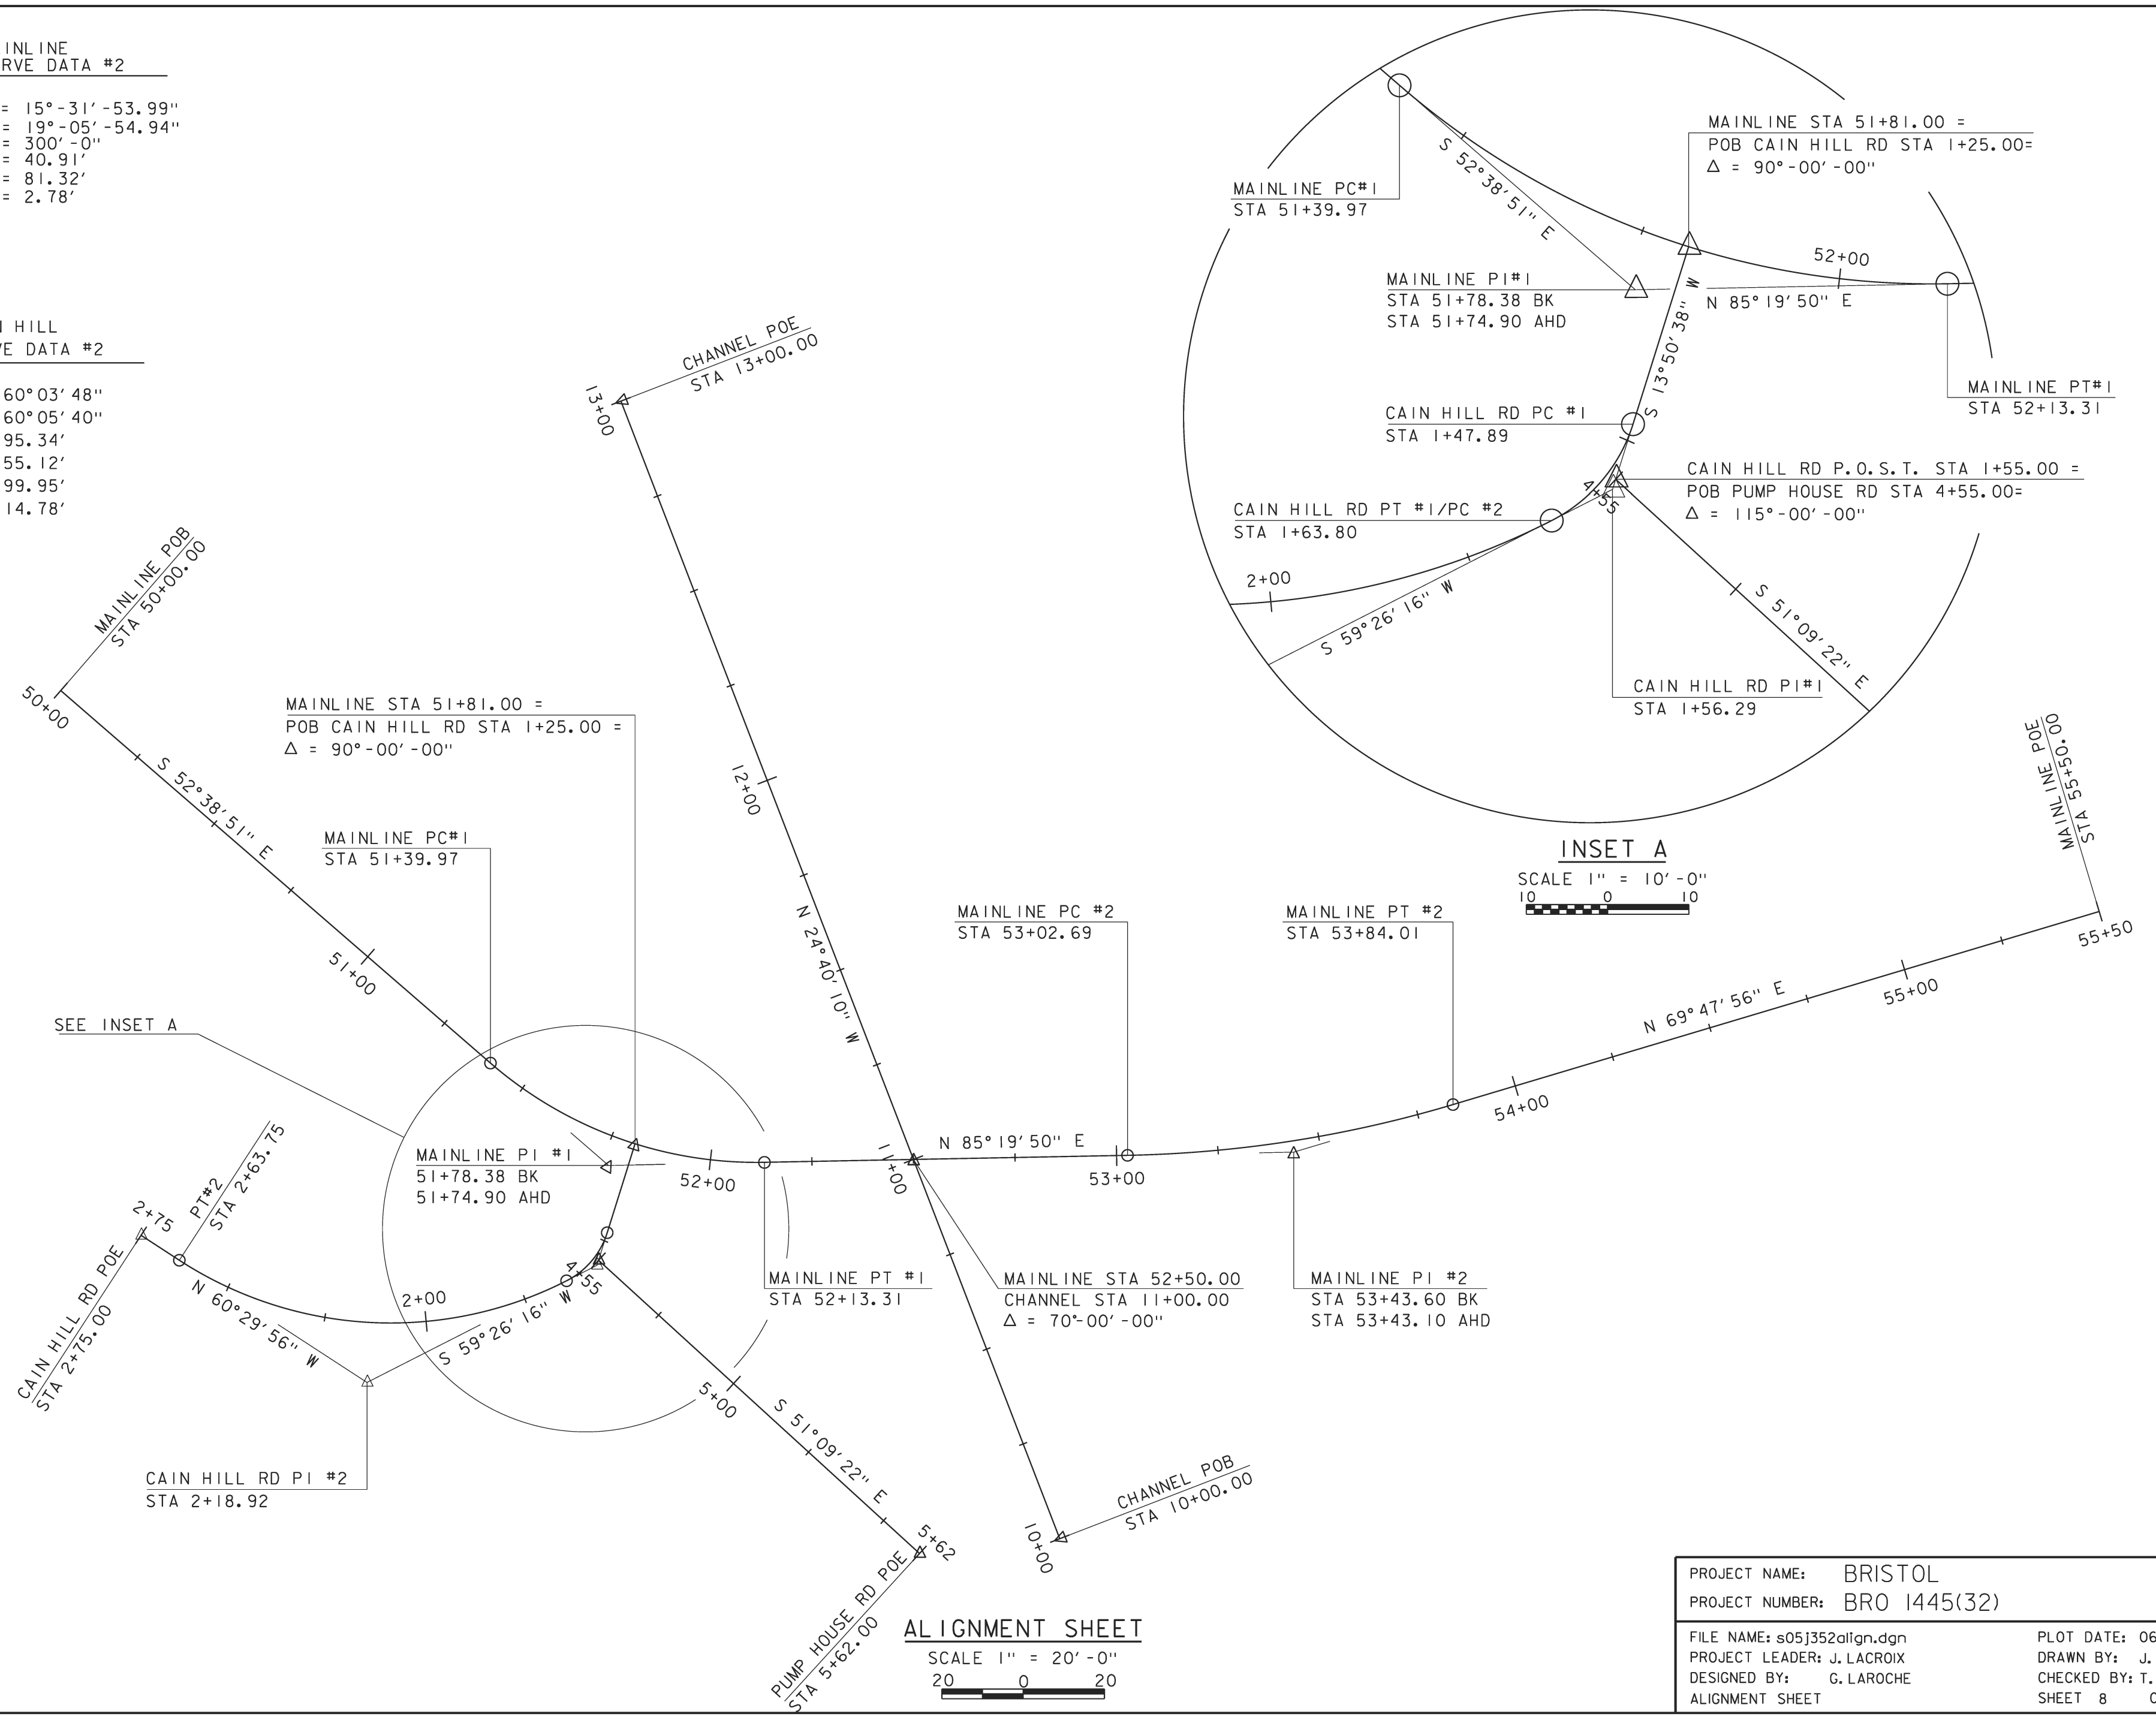 INLINE
RVE DATA #2
= 15°-31'-53.99"
= 19°-05'-54.94"
= 300'-0"
= 40.91'
= 81.32'
= 2.78'
HILL
VE DATA #2
60°03'48"
60°05'40"
95.34'
55.12'
99.95'
14.78'
MAINLINE PC#1
STA 51+39.97
S 52°38'51" E
MAINLINE STA 51+81.00 =
POB CAIN HILL RD STA 1+25.00=
Δ = 90°-00'-00"
MAINLINE PI#1
STA 51+78.38 BK
STA 51+74.90 AHD
52+00
N 85°19'50" E
S 13°50'38" W
MAINLINE PT#1
STA 52+13.31
CAIN HILL RD PC #1
STA 1+47.89
CAIN HILL RD P.O.S.T. STA 1+55.00 =
POB PUMP HOUSE RD STA 4+55.00=
Δ = 115°-00'-00"
4+55
CAIN HILL RD PT #1/PC #2
STA 1+63.80
2+00
S 59°26'16" W
S 51°09'22" E
CAIN HILL RD PI#1
STA 1+56.29
INSET A
SCALE 1" = 10'-0"
10 0 10
CHANNEL POE
STA 13+00.00
13+00
MAINLINE POB
STA 50+00.00
50+00
S 52°38'51" E
MAINLINE STA 51+81.00 =
POB CAIN HILL RD STA 1+25.00 =
Δ = 90°-00'-00"
12+00
MAINLINE PC#1
STA 51+39.97
51+00
N 24°40'10" W
MAINLINE PC #2
STA 53+02.69
MAINLINE PT #2
STA 53+84.01
MAINLINE POE
STA 55+50.00
55+50
55+00
N 69°47'56" E
54+00
SEE INSET A
MAINLINE PI #1
51+78.38 BK
51+74.90 AHD
52+00
11+00
N 85°19'50" E
53+00
PT#2
STA 2+63.75
2+75
CAIN HILL RD POE
STA 2+75.00
N 60°29'56" W
2+00
S 59°26'16" W
4+55
MAINLINE PT #1
STA 52+13.31
MAINLINE STA 52+50.00
CHANNEL STA 11+00.00
Δ = 70°-00'-00"
MAINLINE PI #2
STA 53+43.60 BK
STA 53+43.10 AHD
5+00
S 51°09'22" E
CAIN HILL RD PI #2
STA 2+18.92
CHANNEL POB
STA 10+00.00
10+00
5+62
PUMP HOUSE RD POE
STA 5+62.00
ALIGNMENT SHEET
SCALE 1" = 20'-0"
20 0 20
PROJECT NAME: BRISTOL
PROJECT NUMBER: BRO 1445(32)
FILE NAME: s05j352align.dgn PLOT DATE: 06
PROJECT LEADER: J. LACROIX DRAWN BY: J.
DESIGNED BY: G. LAROCHE CHECKED BY: T.
ALIGNMENT SHEET SHEET 8